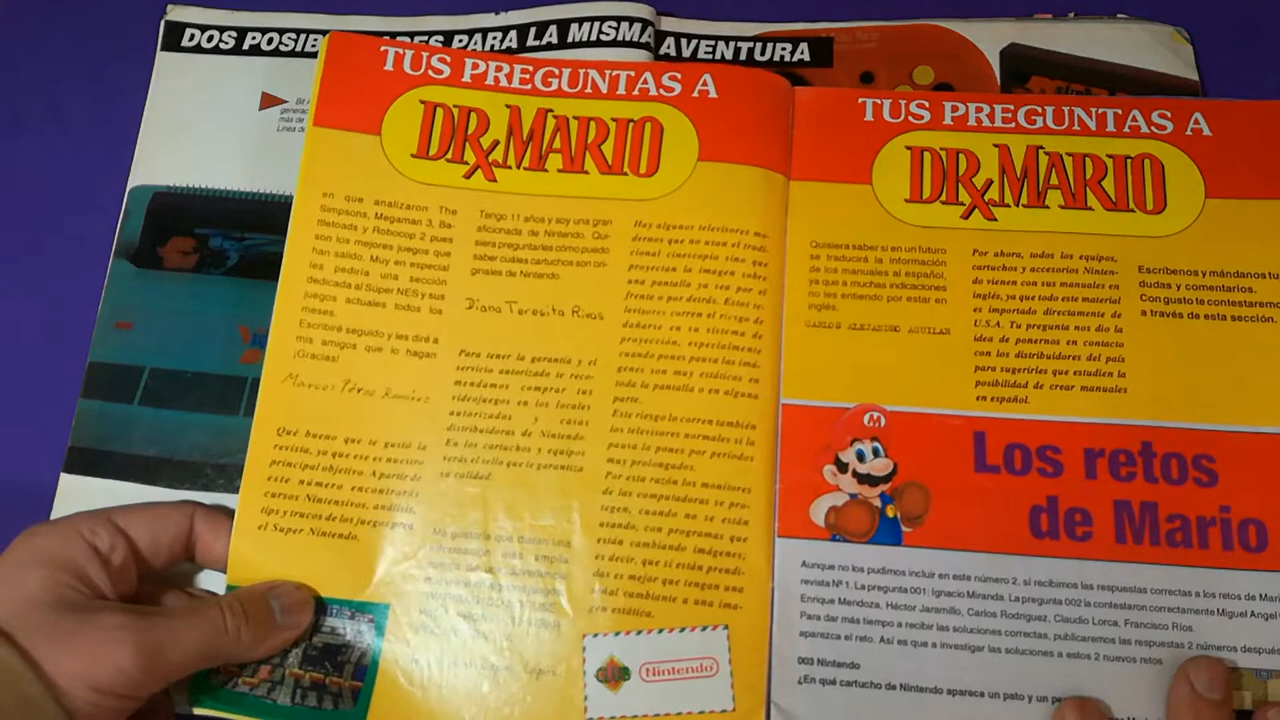 DOS POSIB
ADES PARA LA MISMA AVENTURA
Bit
generac
más de
Línea de
TUS PREGUNTAS A
DR. MARIO
en que analizaron The
Simpsons, Megaman 3, Ba-
ttletoads y Robocop 2 pues
son los mejores juegos que
han salido. Muy en especial
les pediría una sección
dedicada al Super NES y sus
juegos actuales todos los
meses.
Escribiré seguido y les diré a
mis amigos que lo hagan
¡Gracias!
Marcos Pérez Ramírez
Qué bueno que te gustó la
revista, ya que ese es nuestro
principal objetivo. A partir de
este número encontrarás
cursos Nintensivos, análisis,
tips y trucos de los juegos para
el Super Nintendo.
Tengo 11 años y soy una gran
aficionada de Nintendo. Qui-
siera preguntarles cómo puedo
saber cuáles cartuchos son ori-
ginales de Nintendo.
Diana Teresita Rivas
Para tener la garantía y el
servicio autorizado te reco-
mendamos comprar tus
videojuegos en los locales
autorizados y casas
distribuidoras de Nintendo.
En los cartuchos y equipos
verás el sello que te garantiza
su calidad.
Me gustaría que dieran una
información más amplia
Hay algunos televisores mo-
dernos que no usan el tradi-
cional cinescopio sino que
proyectan la imagen sobre
una pantalla ya sea por el
frente o por detrás. Estos te-
levisores corren el riesgo de
dañarse en su sistema de
proyección, especialmente
cuando pones pausa las imá-
genes son muy estáticas en
toda la pantalla o en alguna
parte.
Este riesgo lo corren también
los televisores normales si la
pausa la pones por períodos
muy prolongados.
Por esta razón los monitores
de las computadoras se pro-
tegen, cuando no se están
usando, con programas que
están cambiando imágenes;
es decir, que si están prendi-
das es mejor que tengan una
señal cambiante a una ima-
gen estática.
CLUB
Nintendo
TUS PREGUNTAS A
DR. MARIO
Quisiera saber si en un futuro
se traducirá la información
de los manuales al español,
ya que a muchas indicaciones
no les entiendo por estar en
inglés.
CARLOS ALEJANDRO AGUILAR
Por ahora, todos los equipos,
cartuchos y accesorios Ninten-
do vienen con sus manuales en
inglés, ya que todo este material
es importado directamente de
U.S.A. Tu pregunta nos dio la
idea de ponernos en contacto
con los distribuidores del país
para sugerirles que estudien la
posibilidad de crear manuales
en español.
Escríbenos y mándanos tu
dudas y comentarios.
Con gusto te contestaremo
a través de esta sección.
M
Los retos
de Mario
Aunque no los pudimos incluir en este número 2, sí recibimos las respuestas correctas a los retos de Mari
revista Nº 1. La pregunta 001: Ignacio Miranda. La pregunta 002 la contestaron correctamente Miguel Angel
Enrique Mendoza, Héctor Jaramillo, Carlos Rodríguez, Claudio Lorca, Francisco Ríos.
Para dar más tiempo a recibir las soluciones correctas, publicaremos las respuestas 2 números después
aparezca el reto. Así es que a investigar las soluciones a estos 2 nuevos retos
003 Nintendo
¿En qué cartucho de Nintendo aparece un pato y un pe